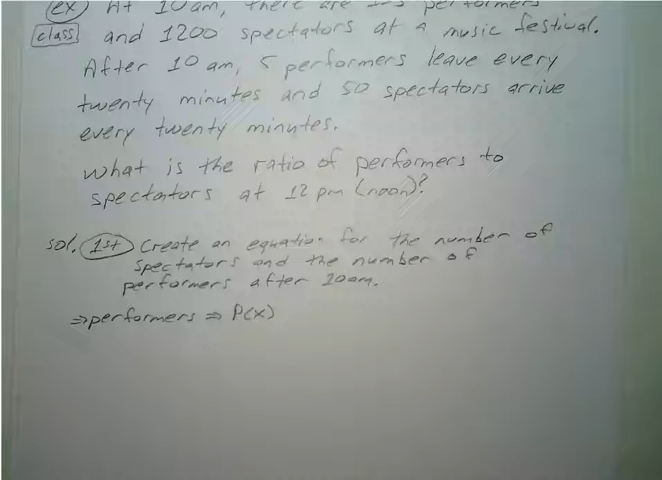 ex) At 10 am, there are performers
class and 1200 spectators at a music festival.
After 10 am, 5 performers leave every
twenty minutes and 50 spectators arrive
every twenty minutes.
what is the ratio of performers to
spectators at 12 pm (noon)?
sol. 1st Create an equation for the number of
spectators and the number of
performers after 10am.
⇒ performers ⇒ P(x)